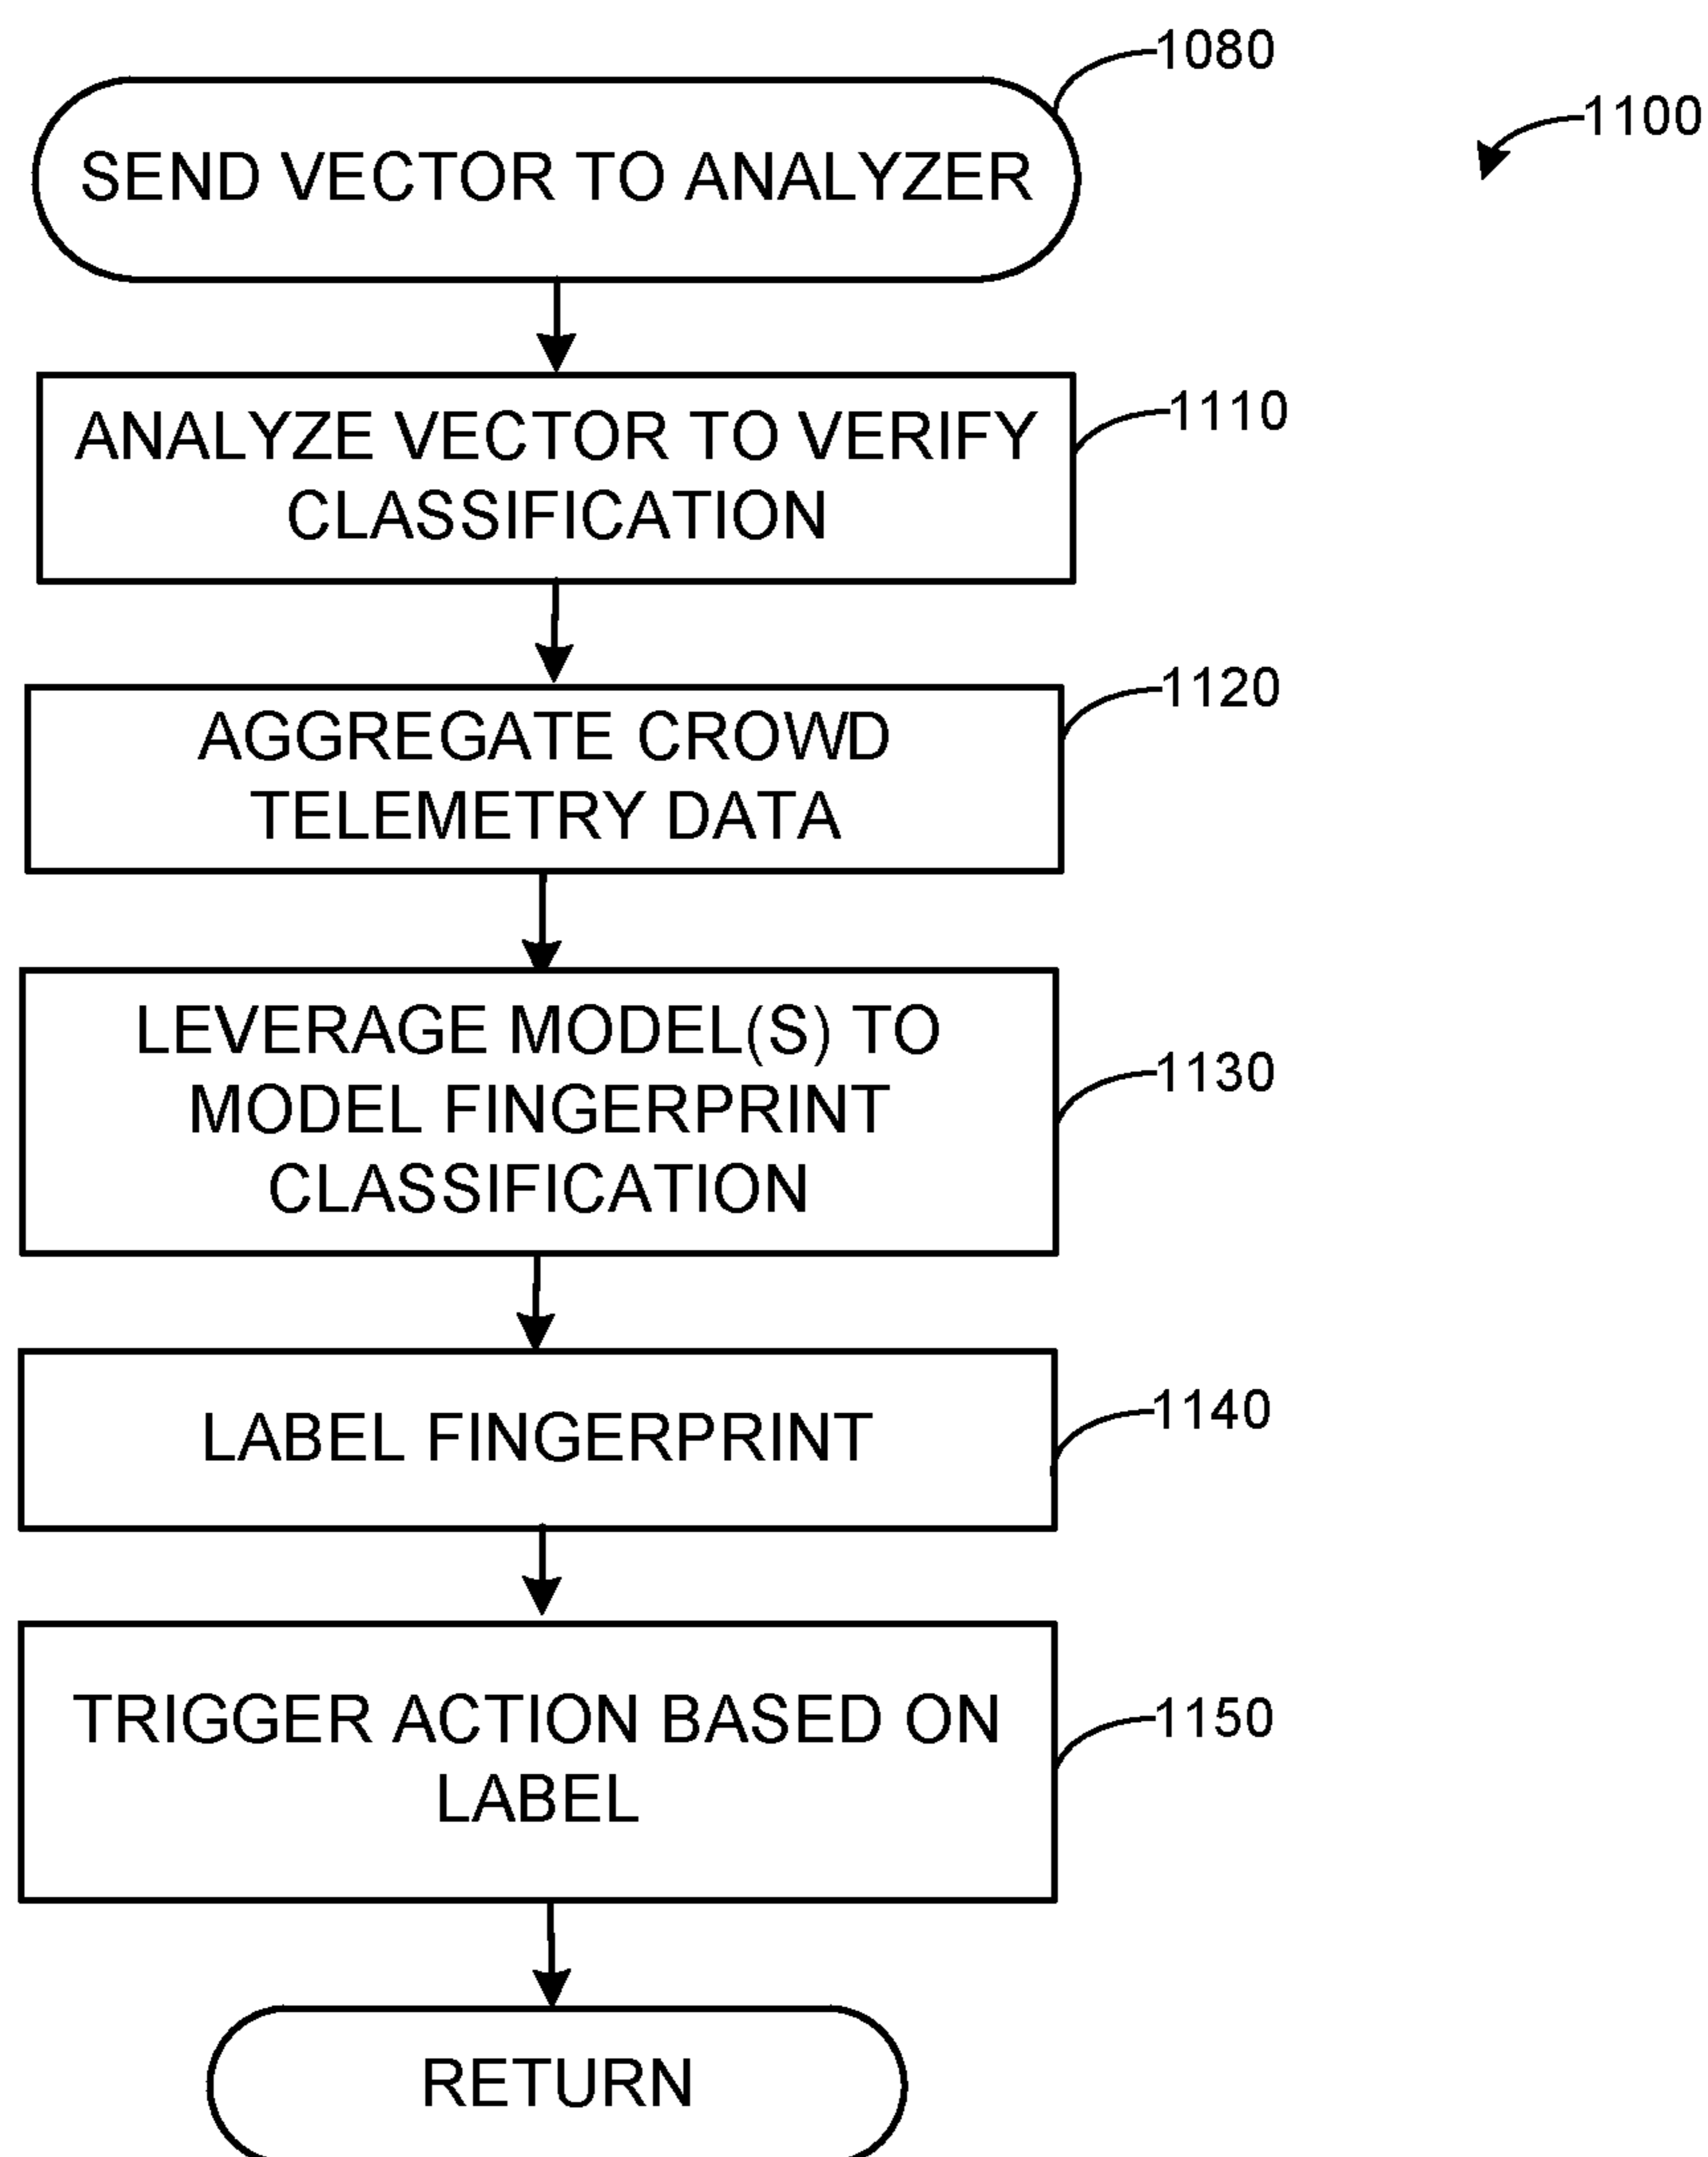 1080
1100
SEND VECTOR TO ANALYZER
1110
ANALYZE VECTOR TO VERIFY
CLASSIFICATION
1120
AGGREGATE CROWD
TELEMETRY DATA
1130
LEVERAGE MODEL(S) TO
MODEL FINGERPRINT
CLASSIFICATION
1140
LABEL FINGERPRINT
1150
TRIGGER ACTION BASED ON
LABEL
RETURN